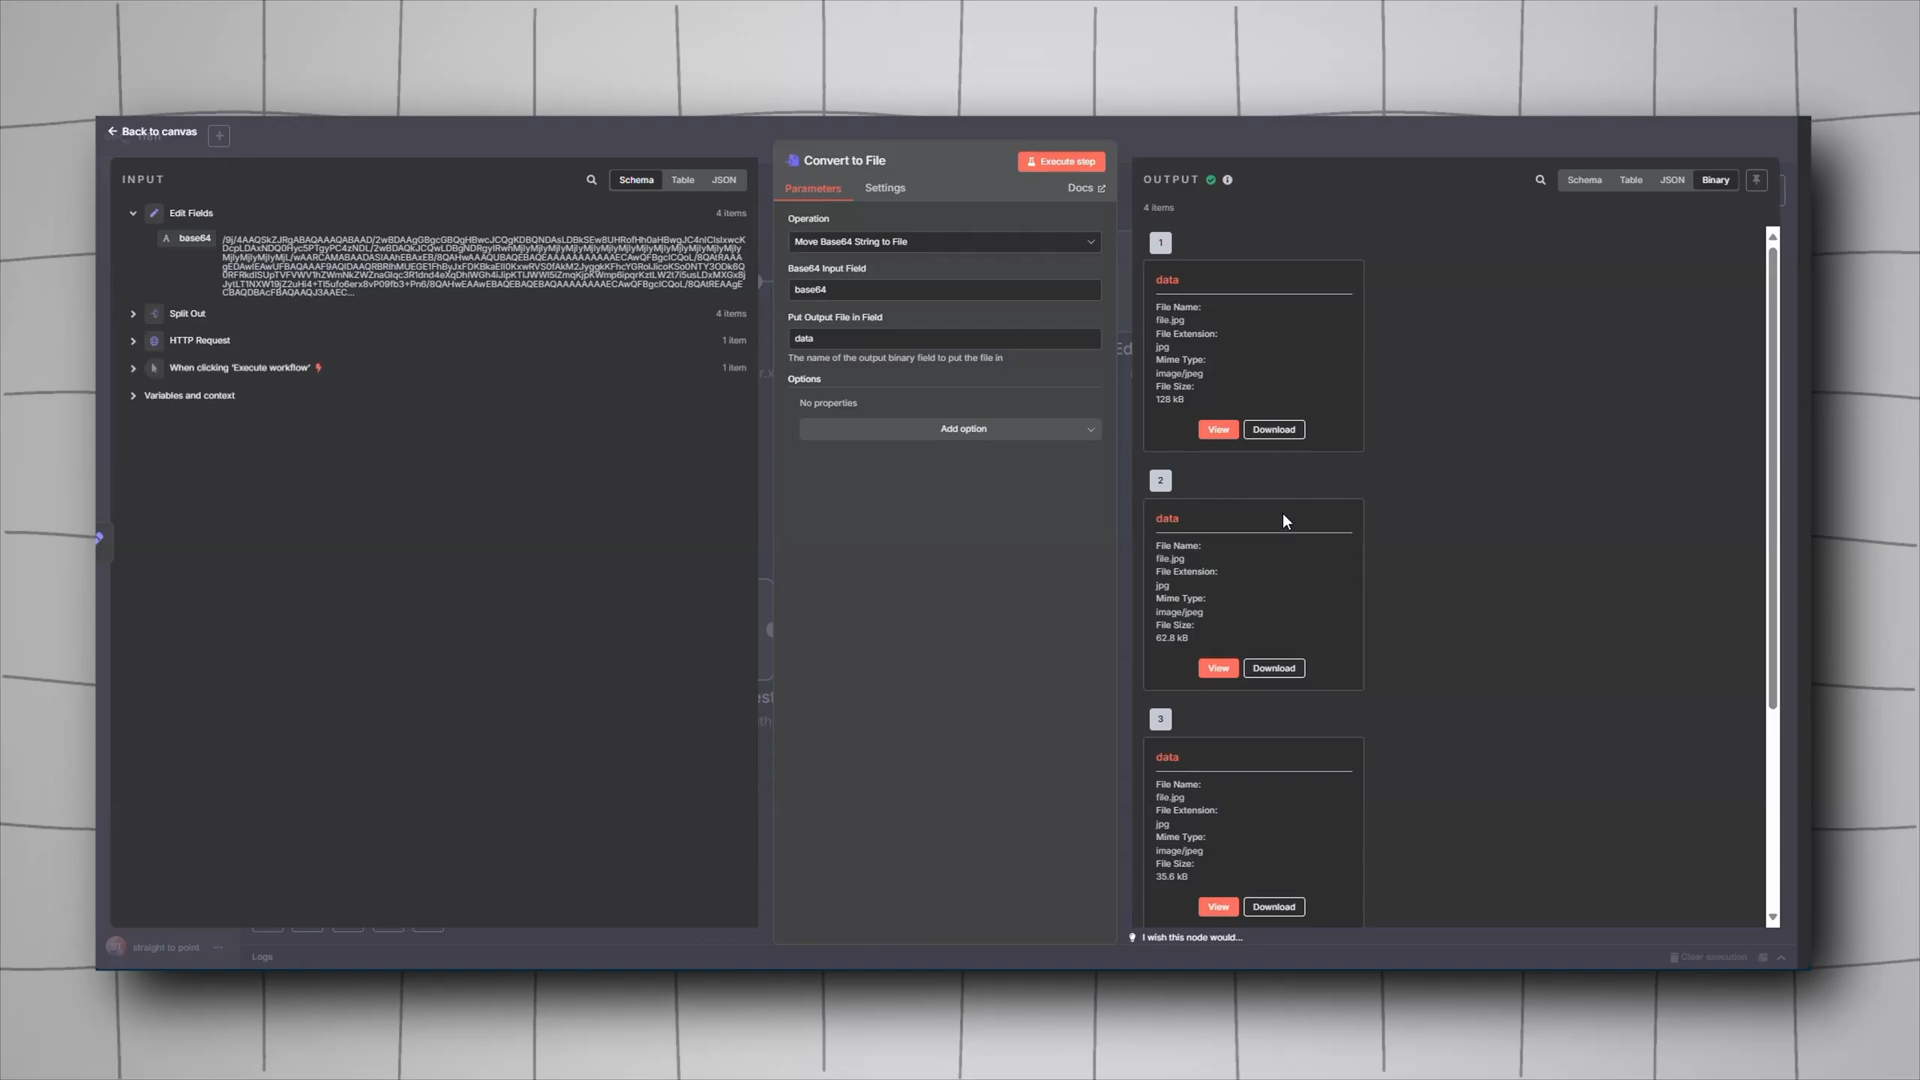 Back to canvas
INPUT
Schema
Table
JSON
Edit Fields
4 items
A base64
Split Out
4 items
HTTP Request
1 item
When clicking 'Execute workflow'
1 item
Variables and context
straight to point
Logs
Convert to File
Execute step
Parameters
Settings
Docs
Operation
Move Base64 String to File
Base64 Input Field
base64
Put Output File in Field
data
The name of the output binary field to put the file in
Options
No properties
Add option
OUTPUT
Schema
Table
JSON
Binary
4 items
1
data
File Name:
file.jpg
File Extension:
jpg
Mime Type:
image/jpeg
File Size:
128 kB
View
Download
2
data
File Name:
file.jpg
File Extension:
jpg
Mime Type:
image/jpeg
File Size:
62.8 kB
View
Download
3
data
File Name:
file.jpg
File Extension:
jpg
Mime Type:
image/jpeg
File Size:
35.6 kB
View
Download
I wish this node would...
Clear execution